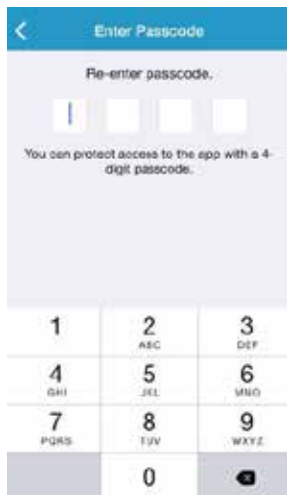 Enter Passcode
Re-enter passcode.
You can protect access to the app with a 4-
digit passcode.
1 2 3
ABC DEF
4 5 6
GHI JKL MNO
7 8 9
PQRS TUV WXYZ
0